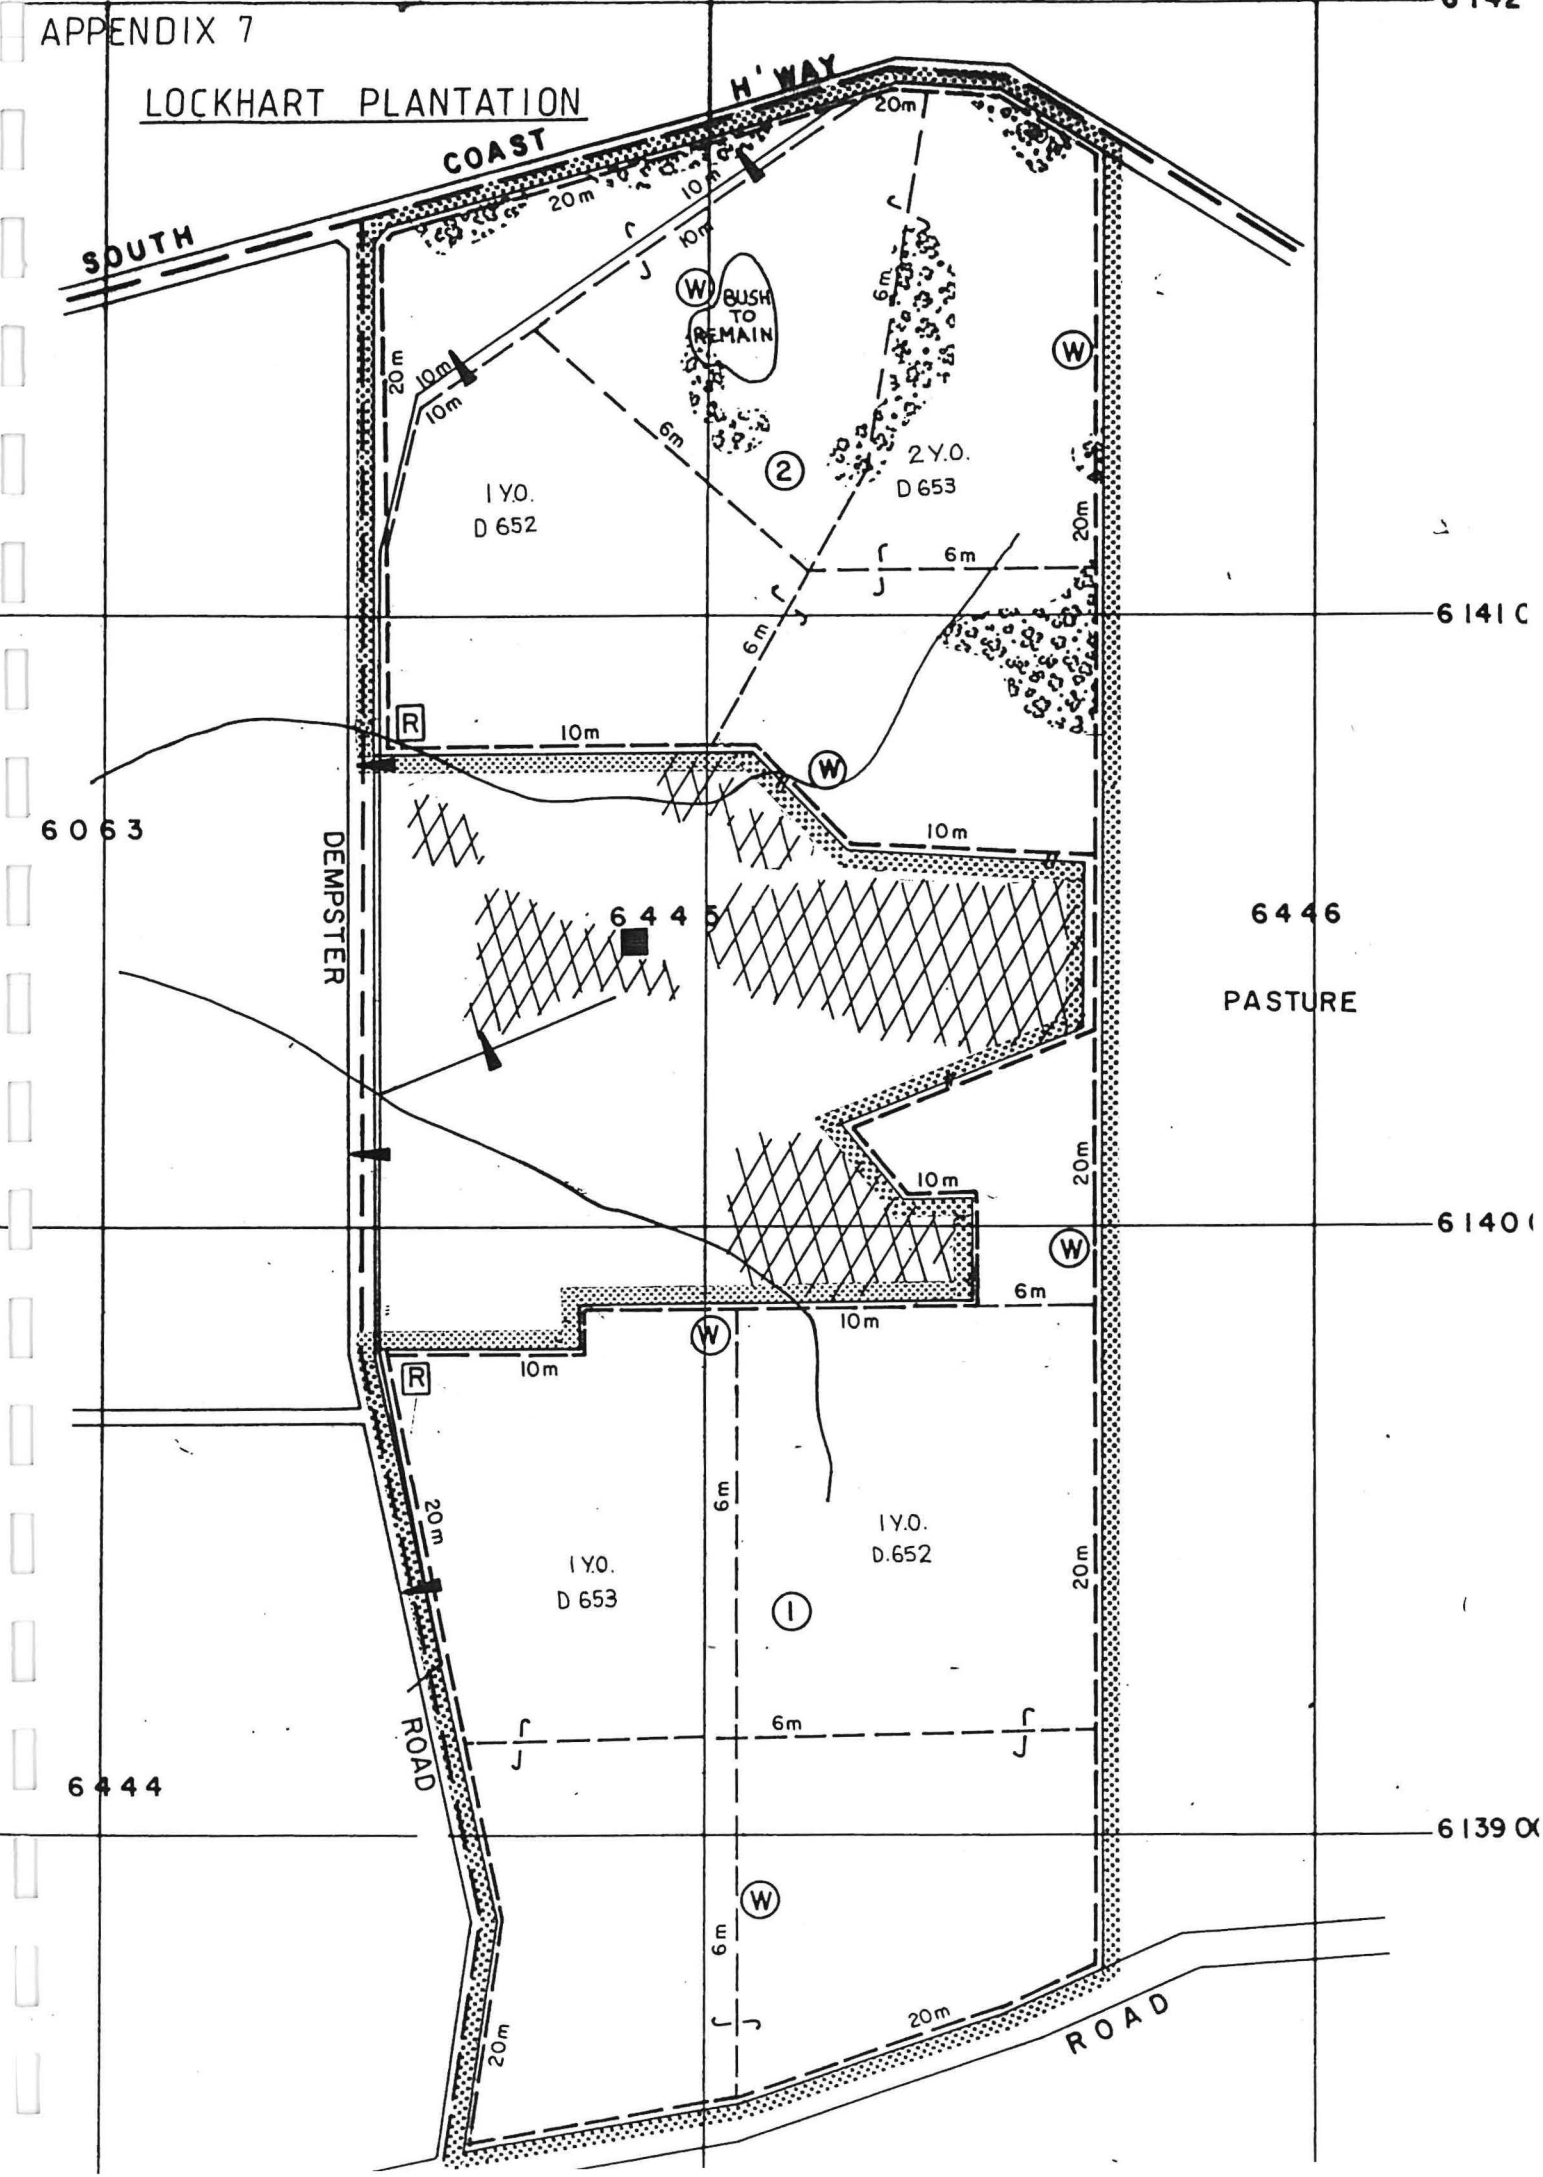 6142
APPENDIX 7
LOCKHART PLANTATION
SOUTH COAST H'WAY
20m
20m
10m
10m
W
BUSH
TO
REMAIN
6m
W
20m
10m
10m
6m
2
2 Y.O.
D 653
1 Y.O.
D 652
20m
6m
6141 0
6m
R
10m
W
6063
10m
DEMPSTER
6445
6446
PASTURE
20m
10m
6140
W
6m
10m
W
10m
R
20m
6m
1 Y.O.
D.652
1 Y.O.
D 653
20m
1
6m
ROAD
6444
6139 00
W
6m
20m
20m
ROAD